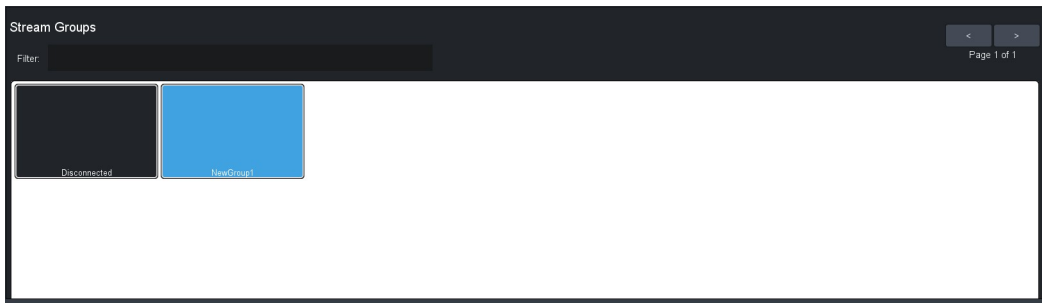 Stream Groups
< >
Filter:
Page 1 of 1
Disconnected
NewGroup1